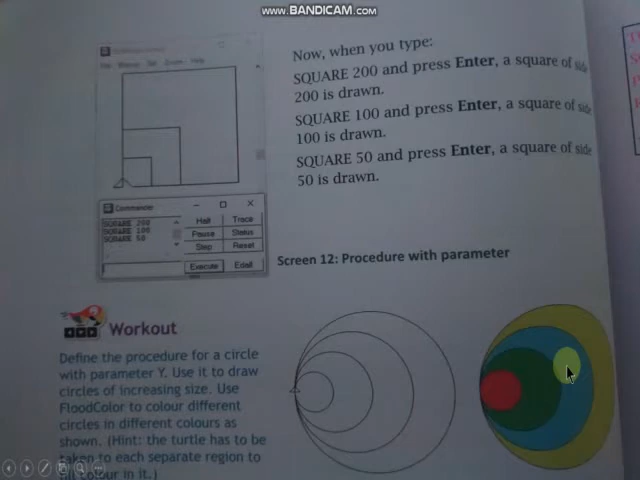 www.BANDICAM.com
Now, when you type:
SQUARE 200 and press Enter, a square of side
200 is drawn.
SQUARE 100 and press Enter, a square of side
100 is drawn.
SQUARE 50 and press Enter, a square of side
50 is drawn.
Commander
SQUARE 200
SQUARE 100
SQUARE 50
Halt Trace
Pause Status
Step Reset
Execute Edall
Screen 12: Procedure with parameter
Workout
Define the procedure for a circle
with parameter Y. Use it to draw
circles of increasing size. Use
FloodColor to colour different
circles in different colours as
shown. (Hint: the turtle has to be
taken to each separate region to
fill colour in it.)